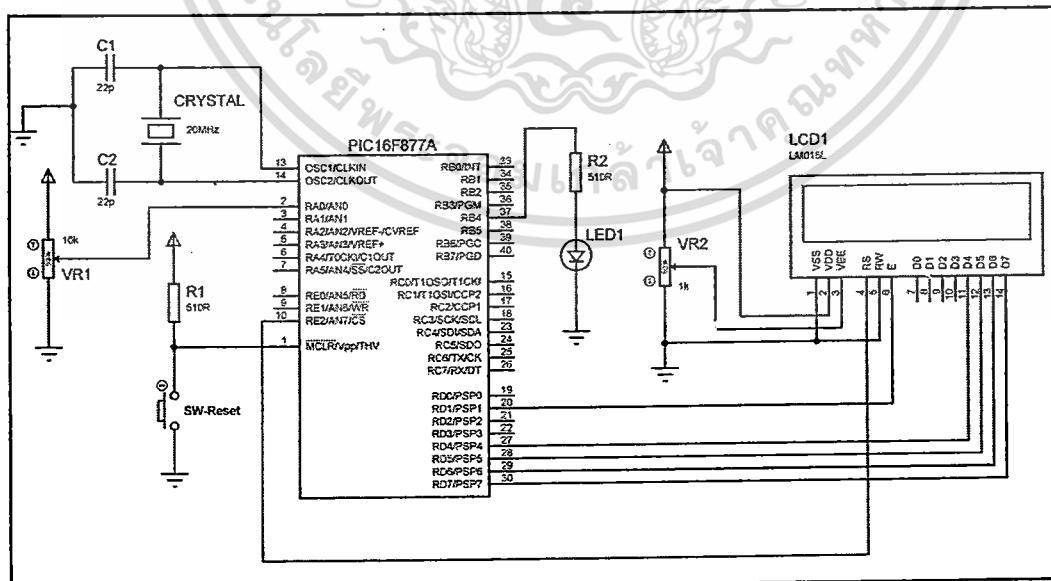 C1
22p
CRYSTAL
20MHz
C2
22p
10k
VR1
R1
510R
SW-Reset
PIC16F877A
13 OSC1/CLKIN
14 OSC2/CLKOUT
2 RA0/AN0
3 RA1/AN1
4 RA2/AN2/VREF-/CVREF
5 RA3/AN3/VREF+
6 RA4/T0CKI/C1OUT
7 RA5/AN4/SS/C2OUT
8 RE0/AN5/RD
9 RE1/AN6/WR
10 RE2/AN7/CS
1 MCLR/Vpp/THV
RB0/INT 33
RB1 34
RB2 35
RB3/PGM 36
RB4 37
RB5 38
RB6/PGC 39
RB7/PGD 40
RC0/T1OSO/T1CKI 15
RC1/T1OSI/CCP2 16
RC2/CCP1 17
RC3/SCK/SCL 18
RC4/SDI/SDA 23
RC5/SDO 24
RC6/TX/CK 25
RC7/RX/DT 26
RD0/PSP0 19
RD1/PSP1 20
RD2/PSP2 21
RD3/PSP3 22
RD4/PSP4 27
RD5/PSP5 28
RD6/PSP6 29
RD7/PSP7 30
R2
510R
LED1
VR2
1k
LCD1
LM016L
VSS VDD VEE RS RW E D0 D1 D2 D3 D4 D5 D6 D7
1 2 3 4 5 6 7 8 9 10 11 12 13 14